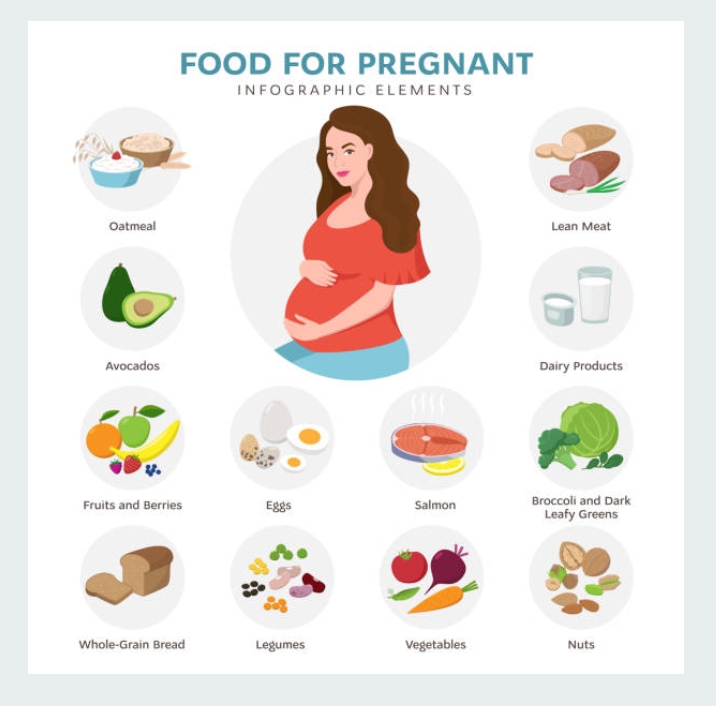 FOOD FOR PREGNANT
INFOGRAPHIC ELEMENTS
Oatmeal
Lean Meat
Avocados
Dairy Products
Fruits and Berries
Eggs
Salmon
Broccoli and Dark
Leafy Greens
Whole-Grain Bread
Legumes
Vegetables
Nuts